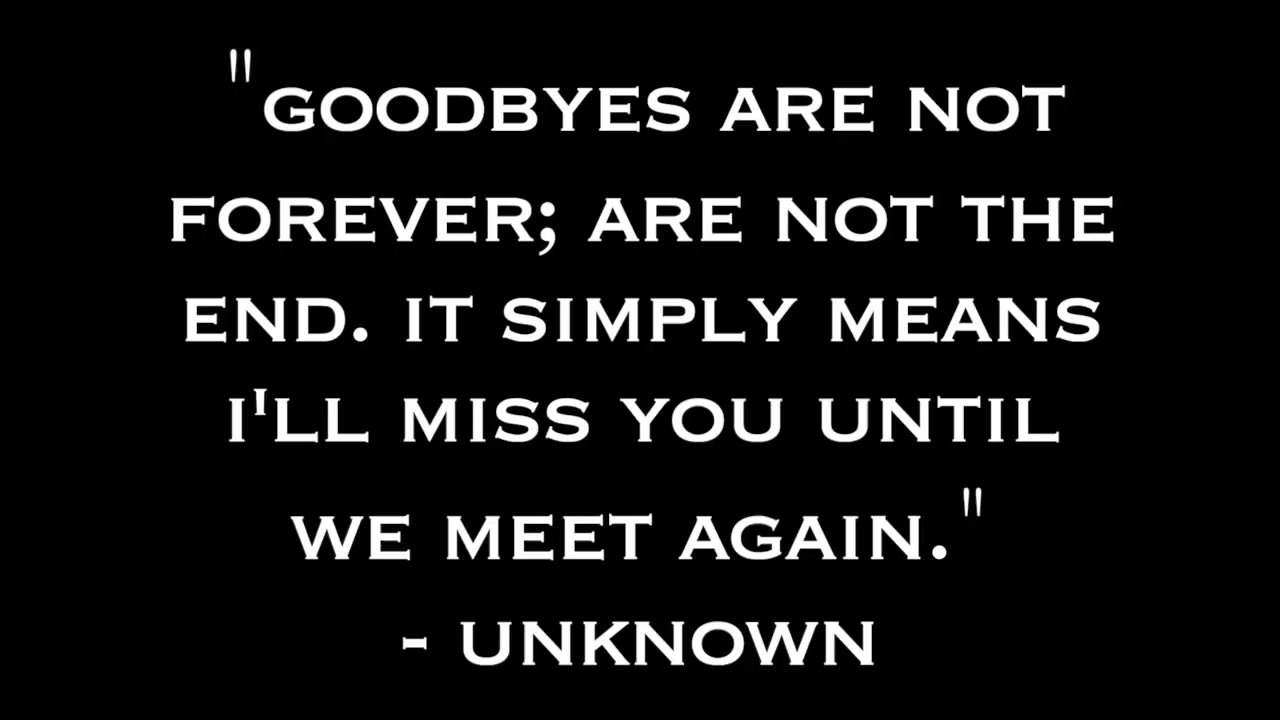 "GOODBYES ARE NOT
FOREVER; ARE NOT THE
END. IT SIMPLY MEANS
I'LL MISS YOU UNTIL
WE MEET AGAIN."
- UNKNOWN